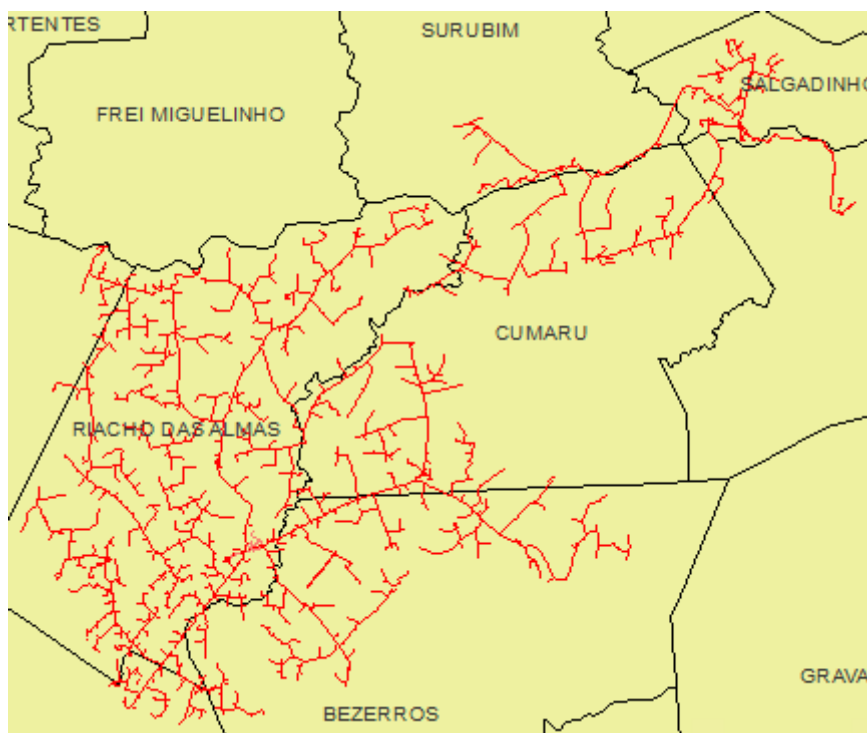 RTENTES
SURUBIM
SALGADINHO
FREI MIGUELINHO
CUMARU
RIACHO DAS ALMAS
GRAVA
BEZERROS